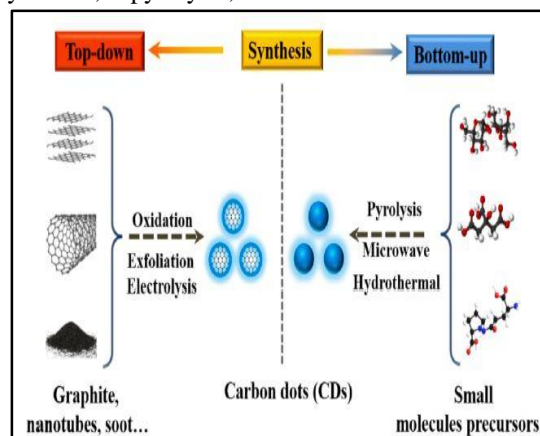 Top-down
Synthesis
Bottom-up
Oxidation
Exfoliation
Electrolysis
Pyrolysis
Microwave
Hydrothermal
Graphite,
nanotubes, soot...
Carbon dots (CDs)
Small
molecules precursors